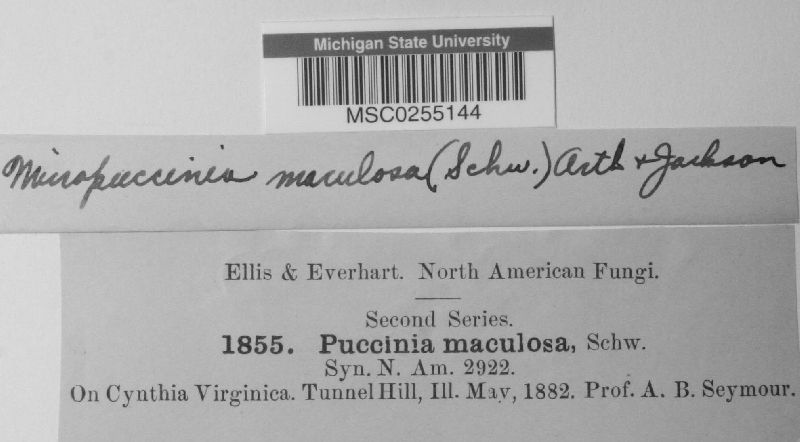 Michigan State University
MSC0255144
Micropuccinia maculosa (Schw.) Arth & Jackson
Ellis & Everhart. North American Fungi.
Second Series.
1855. Puccinia maculosa, Schw.
Syn. N. Am. 2922.
On Cynthia Virginica. Tunnel Hill, Ill. May, 1882. Prof. A. B. Seymour.